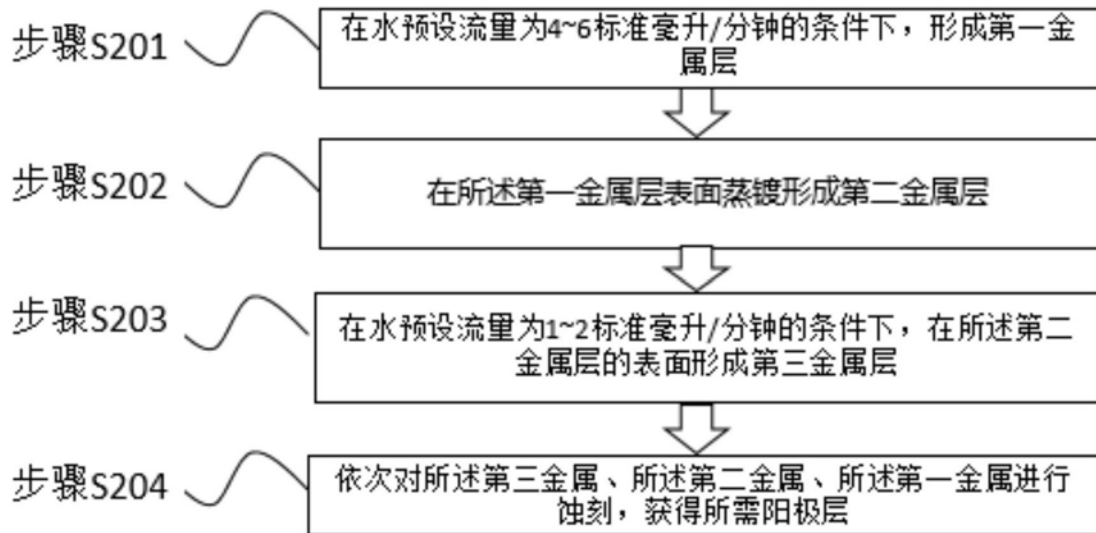 步骤S201
在水预设流量为4~6标准毫升/分钟的条件下，形成第一金
属层
步骤S202
在所述第一金属层表面蒸镀形成第二金属层
步骤S203
在水预设流量为1~2标准毫升/分钟的条件下，在所述第二
金属层的表面形成第三金属层
步骤S204
依次对所述第三金属、所述第二金属、所述第一金属进行
蚀刻，获得所需阳极层